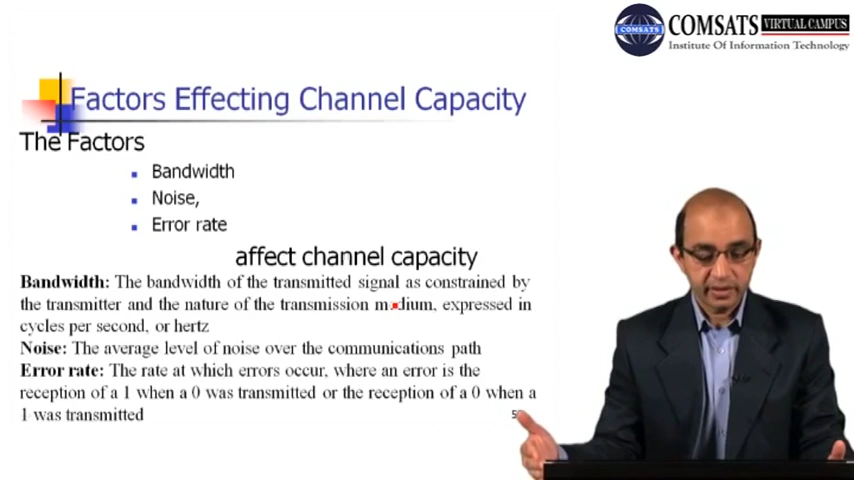 COMSATS
COMSATS VIRTUAL CAMPUS
Institute Of Information Technology
Factors Effecting Channel Capacity
The Factors
Bandwidth
Noise,
Error rate
affect channel capacity
Bandwidth: The bandwidth of the transmitted signal as constrained by
the transmitter and the nature of the transmission medium, expressed in
cycles per second, or hertz
Noise: The average level of noise over the communications path
Error rate: The rate at which errors occur, where an error is the
reception of a 1 when a 0 was transmitted or the reception of a 0 when a
1 was transmitted